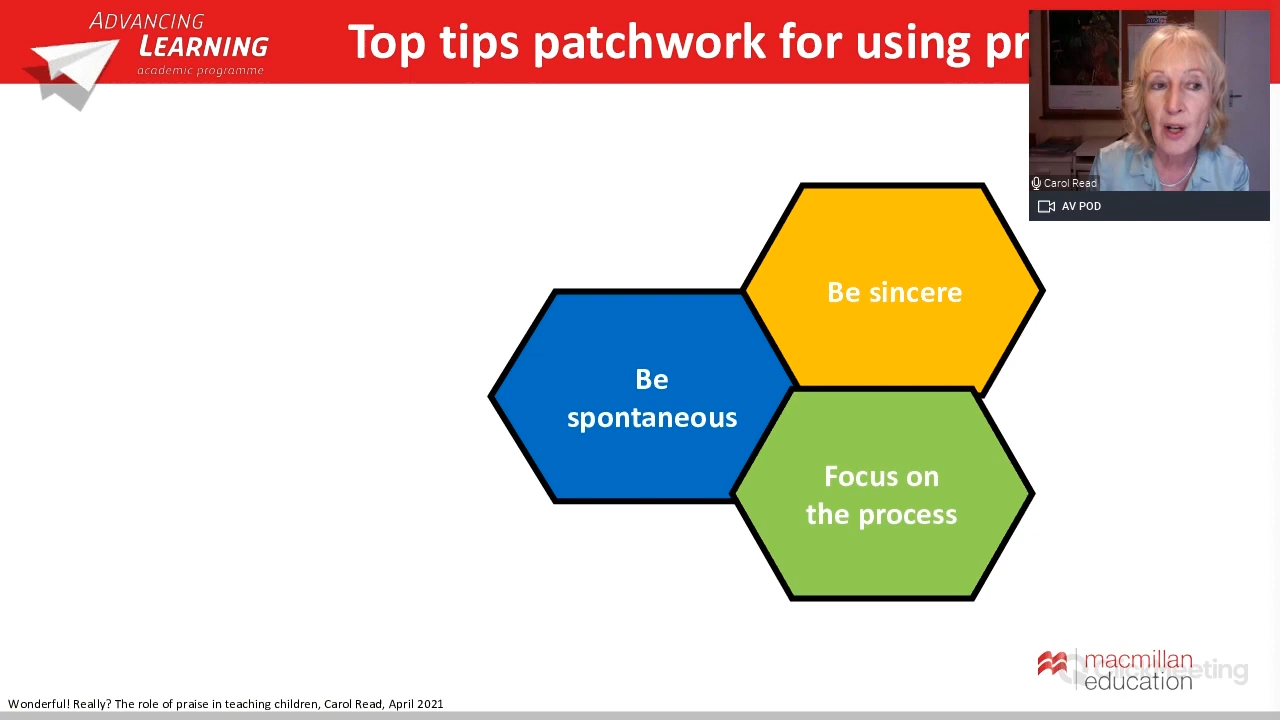 ADVANCING
LEARNING
academic programme
Top tips patchwork for using pr
Carol Read
AV POD
Be sincere
Be
spontaneous
Focus on
the process
macmillan
education
ClickMeeting
Wonderful! Really? The role of praise in teaching children, Carol Read, April 2021